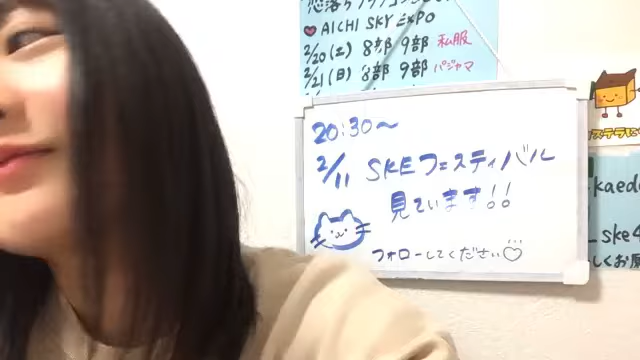 AICHI SKY EXPO
2/20(土) 8部 9部 私服
2/21(日) 8部 9部 パジャマ
20:30~
2/11 SKEフェスティバル
見ています!!
フォローしてください♡
kaed
_ske4